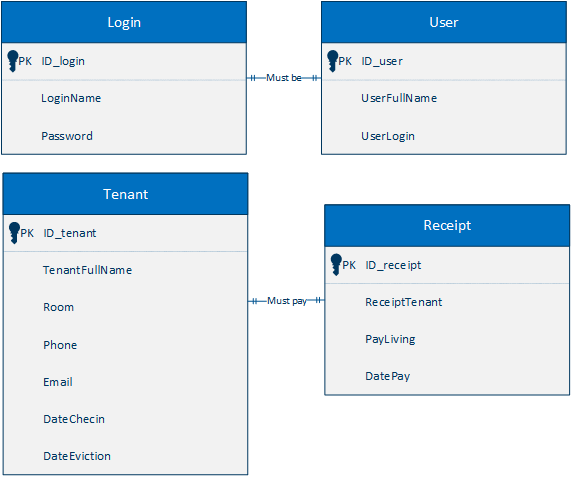 Login
PK ID_login
LoginName
Password
Must be
User
PK ID_user
UserFullName
UserLogin
Tenant
PK ID_tenant
TenantFullName
Room
Phone
Email
DateChecin
DateEviction
Must pay
Receipt
PK ID_receipt
ReceiptTenant
PayLiving
DatePay